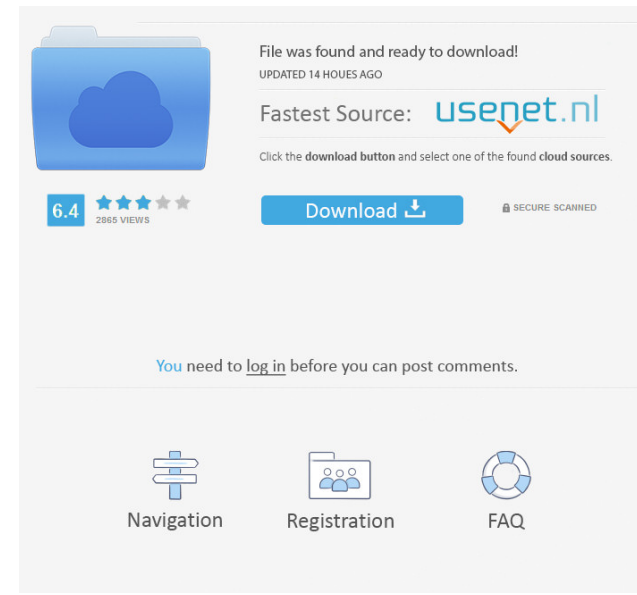 File was found and ready to download!
UPDATED 14 HOUES AGO
Fastest Source: usenet.nl
Click the download button and select one of the found cloud sources.
6.4
2865 VIEWS
Download
SECURE SCANNED
You need to log in before you can post comments.
Navigation
Registration
FAQ